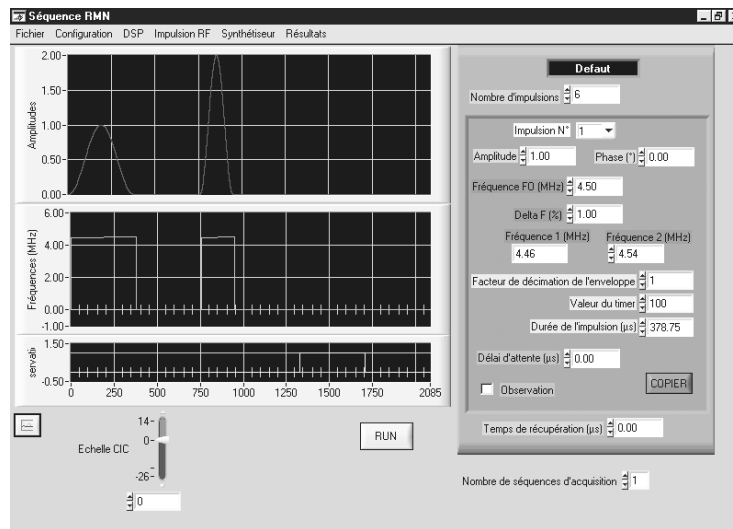 Séquence RMN
Fichier Configuration DSP Impulsion RF Synthétiseur Résultats
Amplitudes
2.00
1.50
1.00
0.50
0.00
Fréquences (MHz)
6.00
4.00
2.00
0.00
-1.00
servati
1.50
-0.50
0 250 500 750 1000 1250 1500 1750 2085
Echelle CIC
14
0
-26
0
RUN
Defaut
Nombre d'impulsions 6
Impulsion N° 1
Amplitude 1.00 Phase (°) 0.00
Fréquence F0 (MHz) 4.50
Delta F (%) 1.00
Fréquence 1 (MHz) Fréquence 2 (MHz)
4.46 4.54
Facteur de décimation de l'enveloppe 1
Valeur du timer 100
Durée de l'impulsion (µs) 378.75
Délai d'attente (µs) 0.00
Observation COPIER
Temps de récupération (µs) 0.00
Nombre de séquences d'acquisition 1